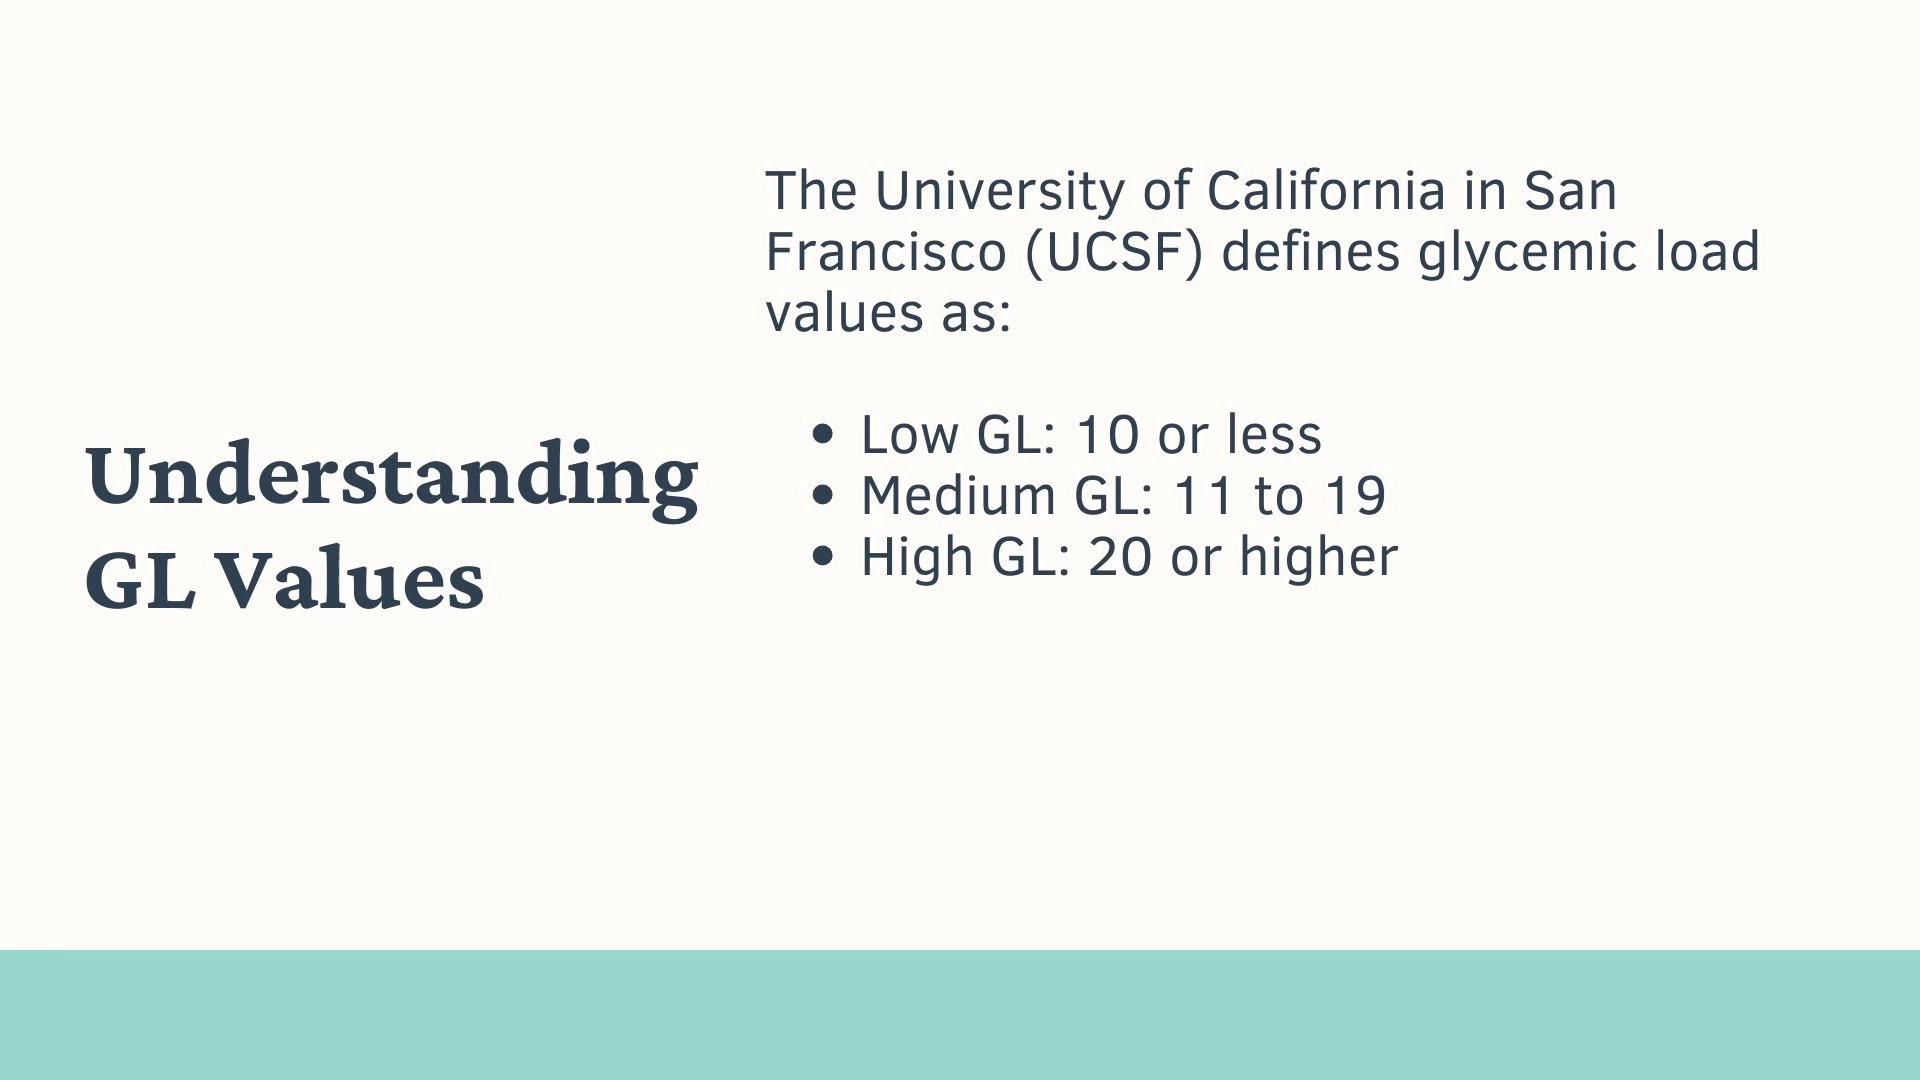 Understanding
GL Values
The University of California in San
Francisco (UCSF) defines glycemic load
values as:
• Low GL: 10 or less
• Medium GL: 11 to 19
• High GL: 20 or higher